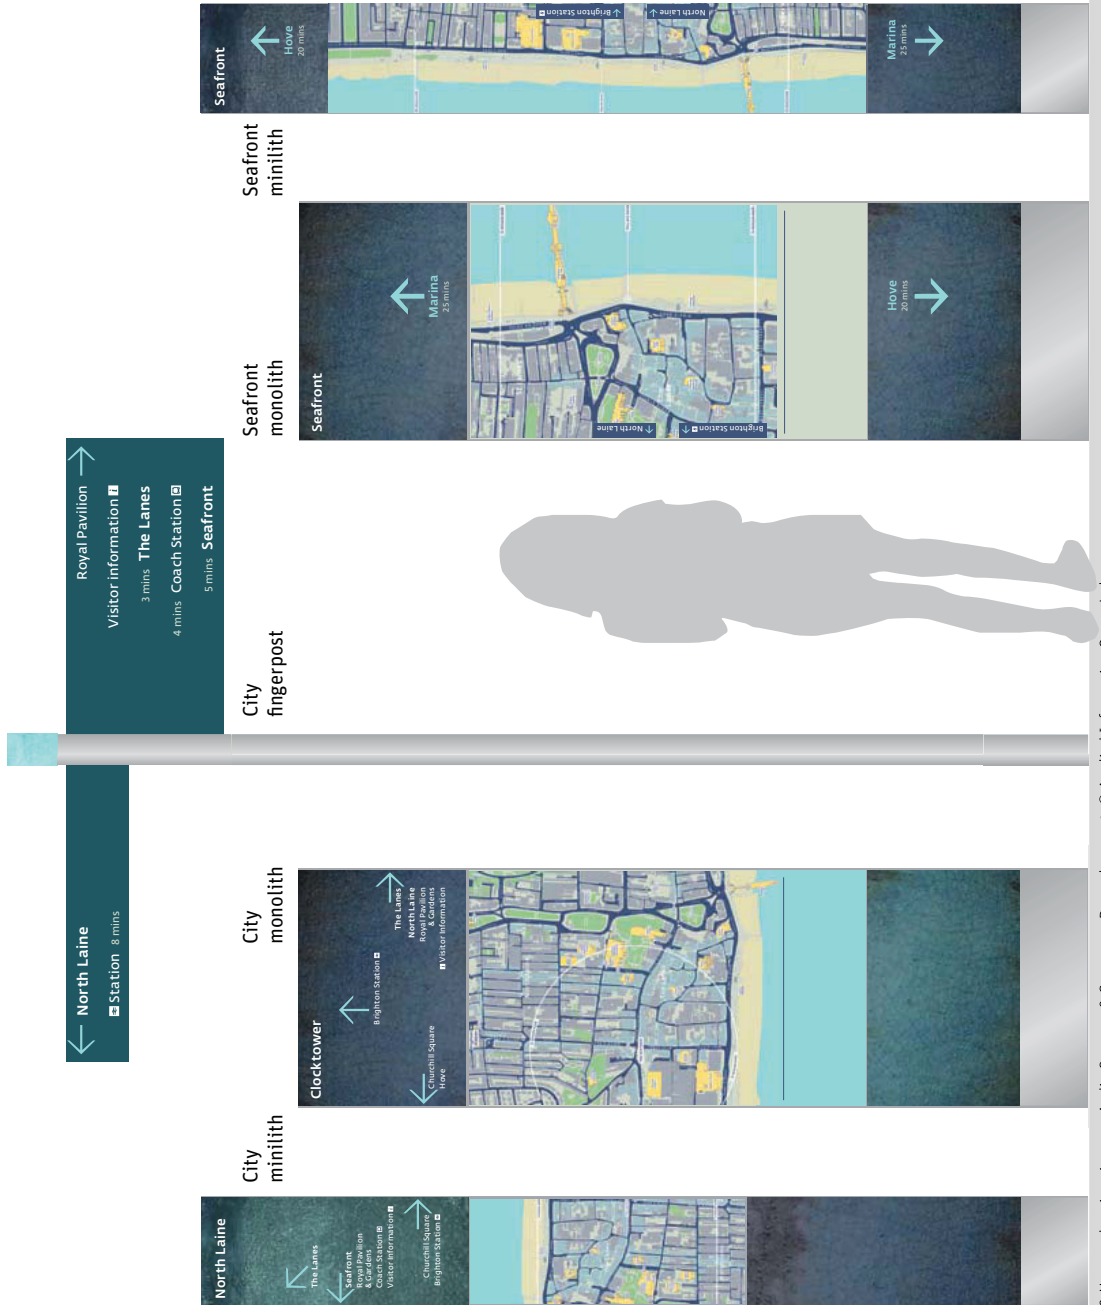 North Laine
The Lanes
Seafront
Royal Pavilion
& Gardens
Coach Station
Visitor Information
Churchill Square
Brighton Station
City
minilith
Clocktower
Churchill Square
Hove
Brighton Station
The Lanes
North Laine
Royal Pavilion
& Gardens
Visitor Information
City
monolith
North Laine
Station 8 mins
City
fingerpost
Royal Pavilion
Visitor information
3 mins The Lanes
4 mins Coach Station
5 mins Seafront
Seafront
monolith
Seafront
Marina
25 mins
North Laine
Brighton Station
Hove
20 mins
Seafront
minilith
Seafront
Hove
20 mins
Brighton Station
North Laine
Marina
25 mins